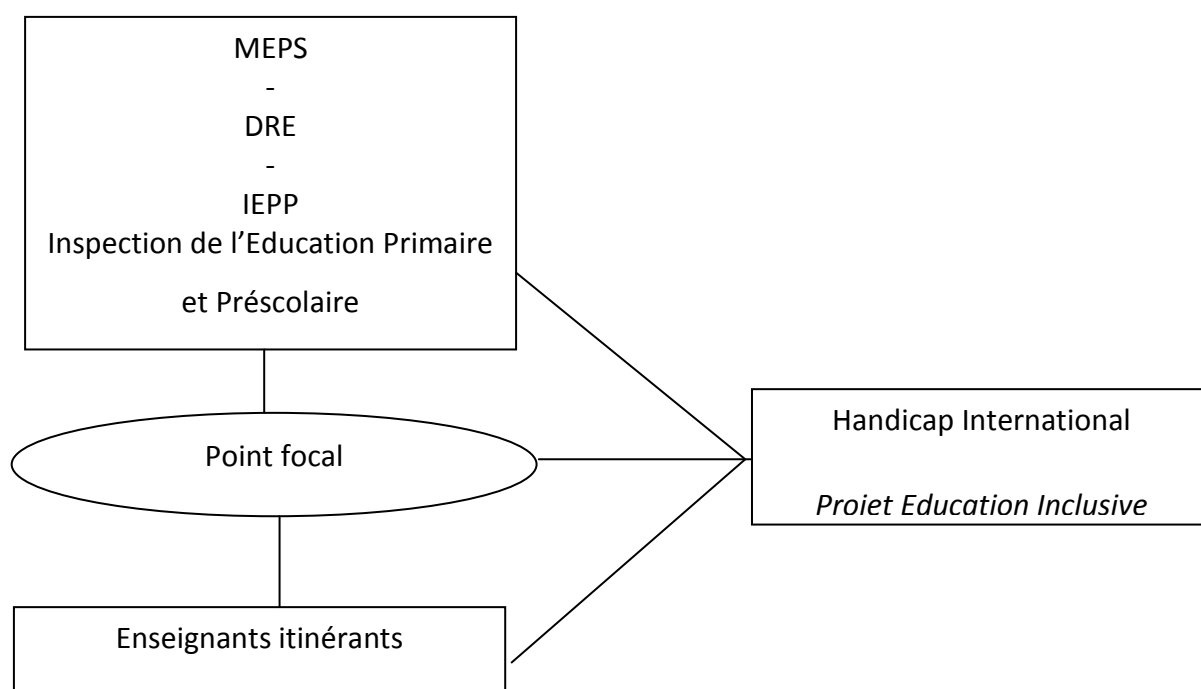 MEPS
-
DRE
-
IEPP
Inspection de l’Education Primaire
et Préscolaire
Point focal
Handicap International
Projet Education Inclusive
Enseignants itinérants